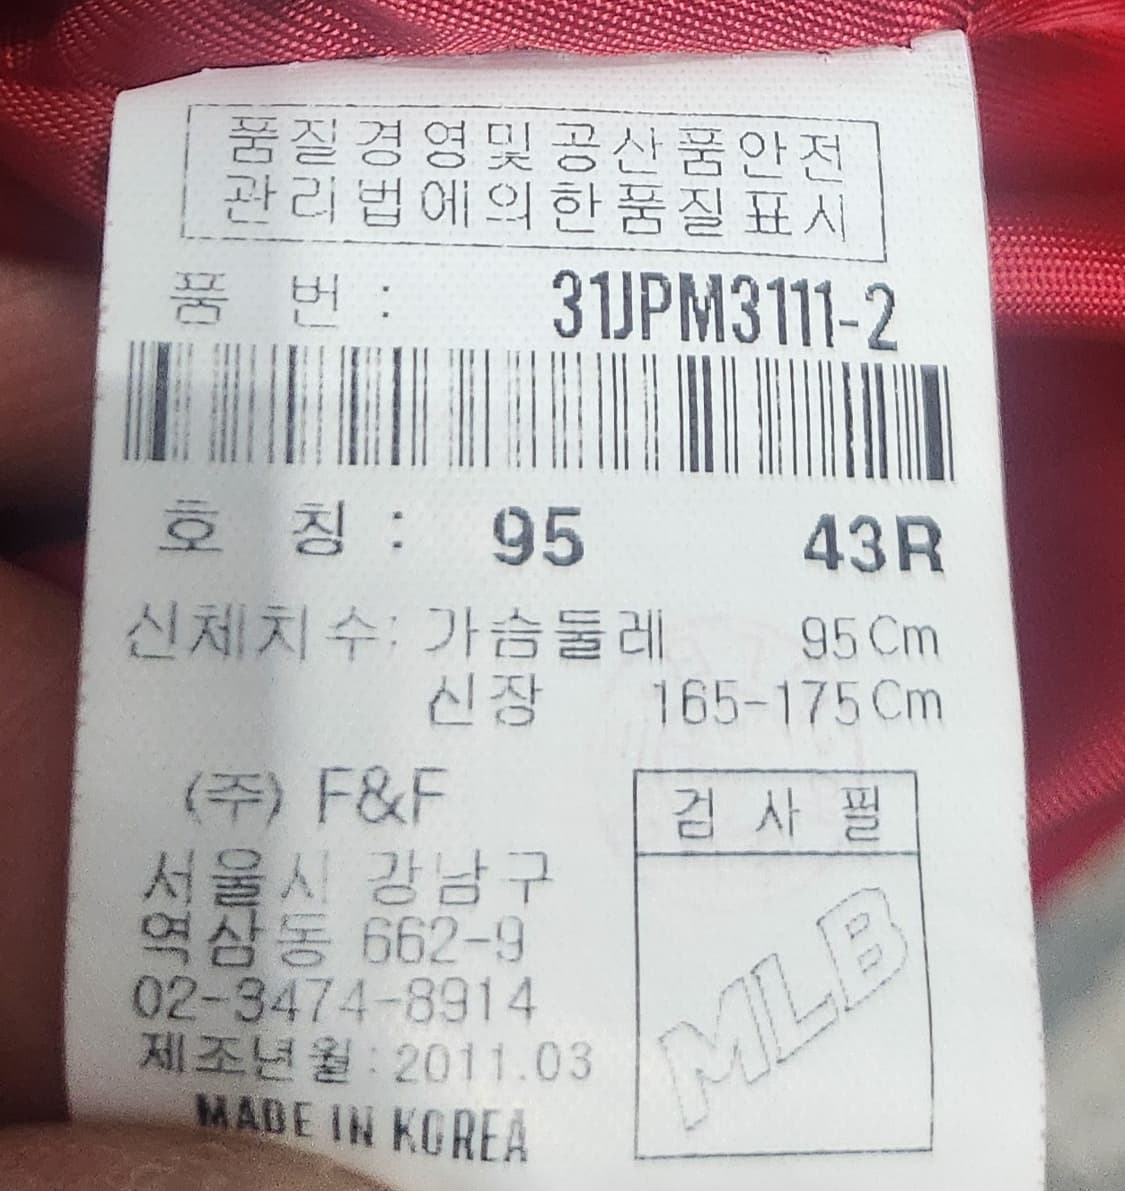 품질경영및공산품안전
관리법에의한품질표시
품 번 : 31JPM3111-2
호 칭 : 95 43R
신체치수: 가슴둘레 95Cm
신장 165-175Cm
(주) F&F
서울시 강남구
역삼동 662-9
02-3474-8914
제조년월:2011.03
MADE IN KOREA
검 사 필
MLB